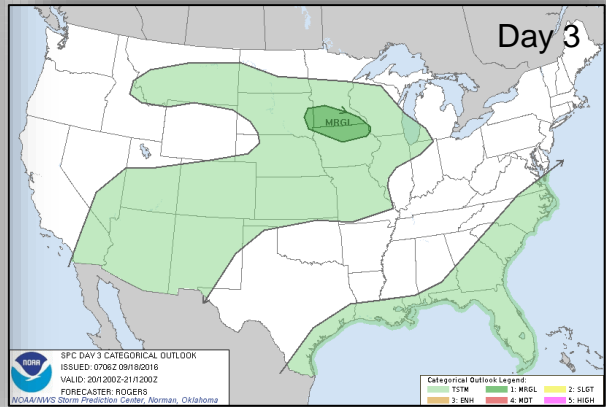 Day 3
MRGL
NOAA
SPC DAY 3 CATEGORICAL OUTLOOK
ISSUED: 0706Z 09/18/2016
VALID: 20/1200Z-21/1200Z
FORECASTER: ROGERS
NOAA/NWS Storm Prediction Center, Norman, Oklahoma
Categorical Outlook Legend:
TSTM 1: MRGL 2: SLGT
3: ENH 4: MDT 5: HIGH